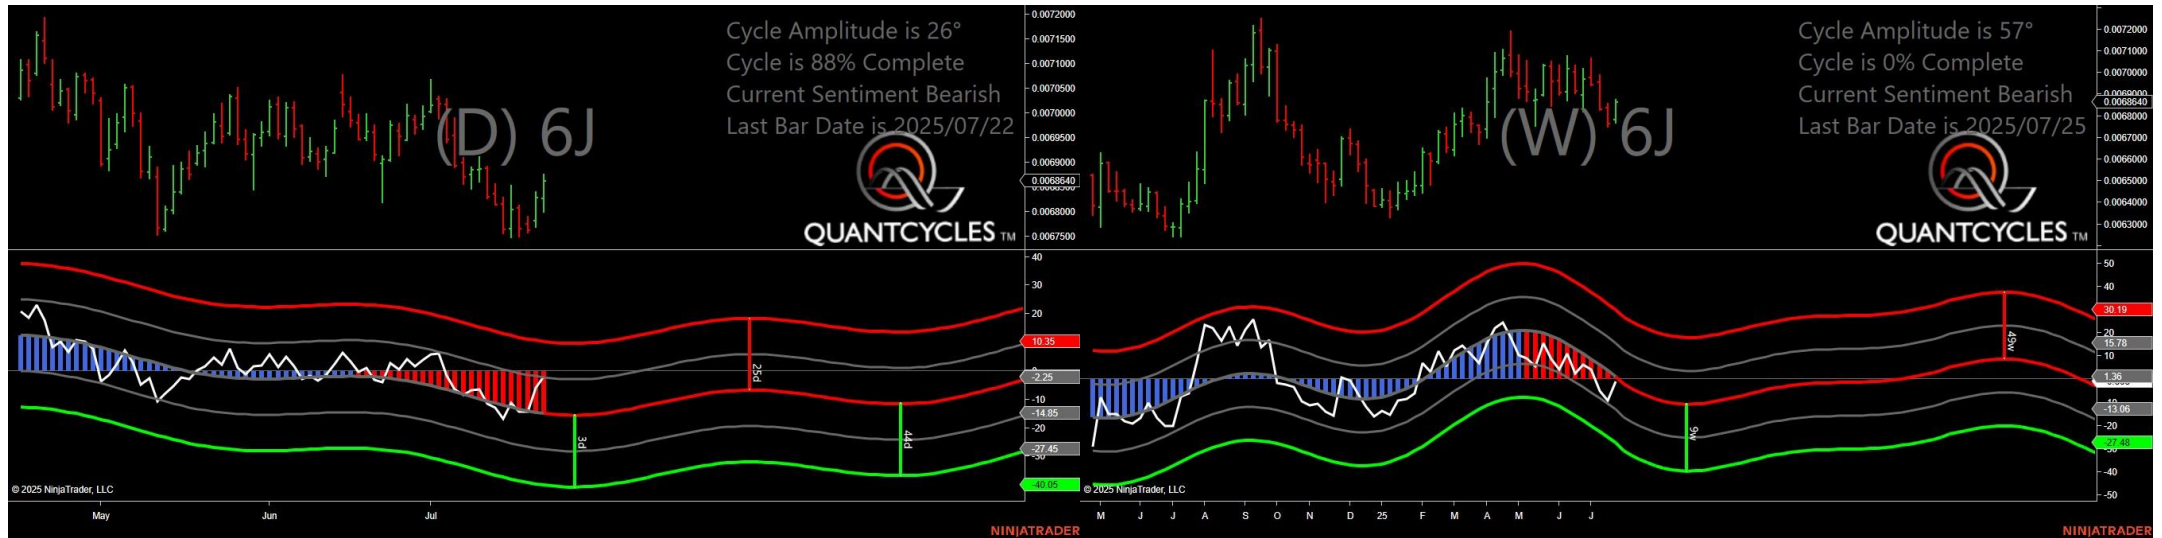 Cycle Amplitude is 26°
Cycle is 88% Complete
Current Sentiment Bearish
Last Bar Date is 2025/07/22
(D) 6J
QUANTCYCLES TM
0.0072000
0.0071500
0.0071000
0.0070500
0.0070000
0.0069500
0.0069000
0.0068640
0.0068000
0.0067500
40
30
20
10.35
-2.25
-10
-14.85
-20
-27.45
-30
-40.05
25d
3d
44d
© 2025 NinjaTrader, LLC
May Jun Jul
NINJATRADER
Cycle Amplitude is 57°
Cycle is 0% Complete
Current Sentiment Bearish
Last Bar Date is 2025/07/25
(W) 6J
QUANTCYCLES TM
0.0072000
0.0071000
0.0070000
0.0068640
0.0068000
0.0067000
0.0066000
0.0065000
0.0064000
0.0063000
50
40
30.19
20
15.78
10
1.36
-13.06
-20
-27.48
-40
-50
49w
9w
© 2025 NinjaTrader, LLC
M J J A S O N D 25 F M A M J J
NINJATRADER